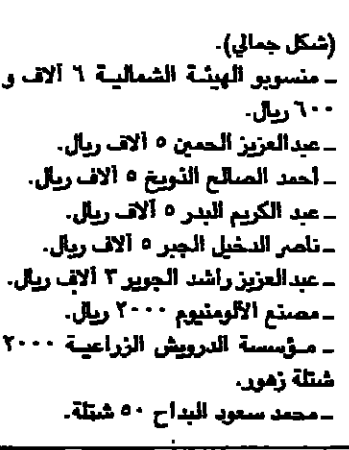 (شكل جمالي).
ـ منسوبو الهيئة الشمالية ٦ آلاف و
٦٠٠ ريال.
ـ عبدالعزيز الحمين ٥ آلاف ريال.
ـ أحمد الصالح النويخ ٥ آلاف ريال.
ـ عبد الكريم البدر ٥ آلاف ريال.
ـ ناصر الدخيل الجبر ٥ آلاف ريال.
ـ عبدالعزيز راشد الجوير ٣ آلاف ريال.
ـ مصنع الألومنيوم ٢٠٠٠ ريال.
ـ مؤسسة الدرويش الزراعية ٢٠٠٠
شتلة زهور.
ـ محمد سعود البداح ٥٠ شتلة.